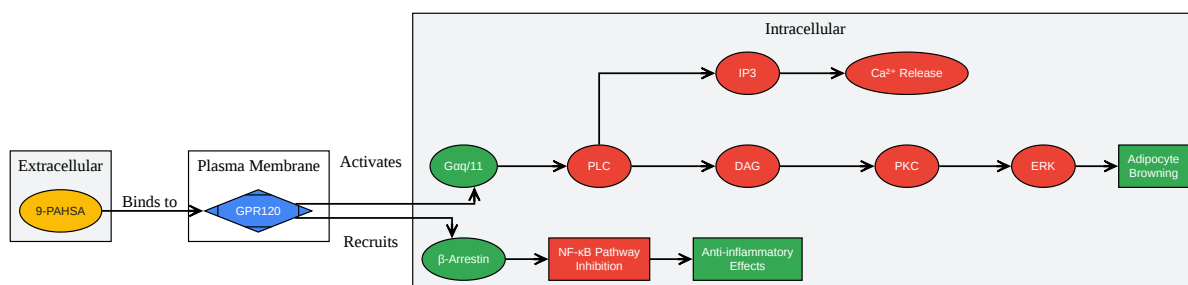 Intracellular
IP3
Ca²⁺ Release
Extracellular
Plasma Membrane
Activates
Gαq/11
PLC
DAG
PKC
ERK
Adipocyte
Browning
9-PAHSA
Binds to
GPR120
Recruits
β-Arrestin
NF-κB Pathway
Inhibition
Anti-inflammatory
Effects